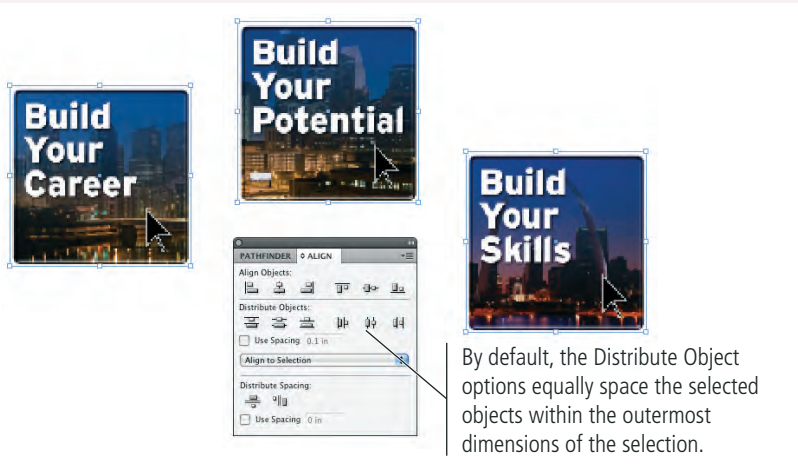 Build
Your
Career
Build
Your
Potential
Build
Your
Skills
PATHFINDER ALIGN
Align Objects:
Distribute Objects:
Use Spacing 0.1 in
Align to Selection
Distribute Spacing:
Use Spacing 0 in
By default, the Distribute Object
options equally space the selected
objects within the outermost
dimensions of the selection.